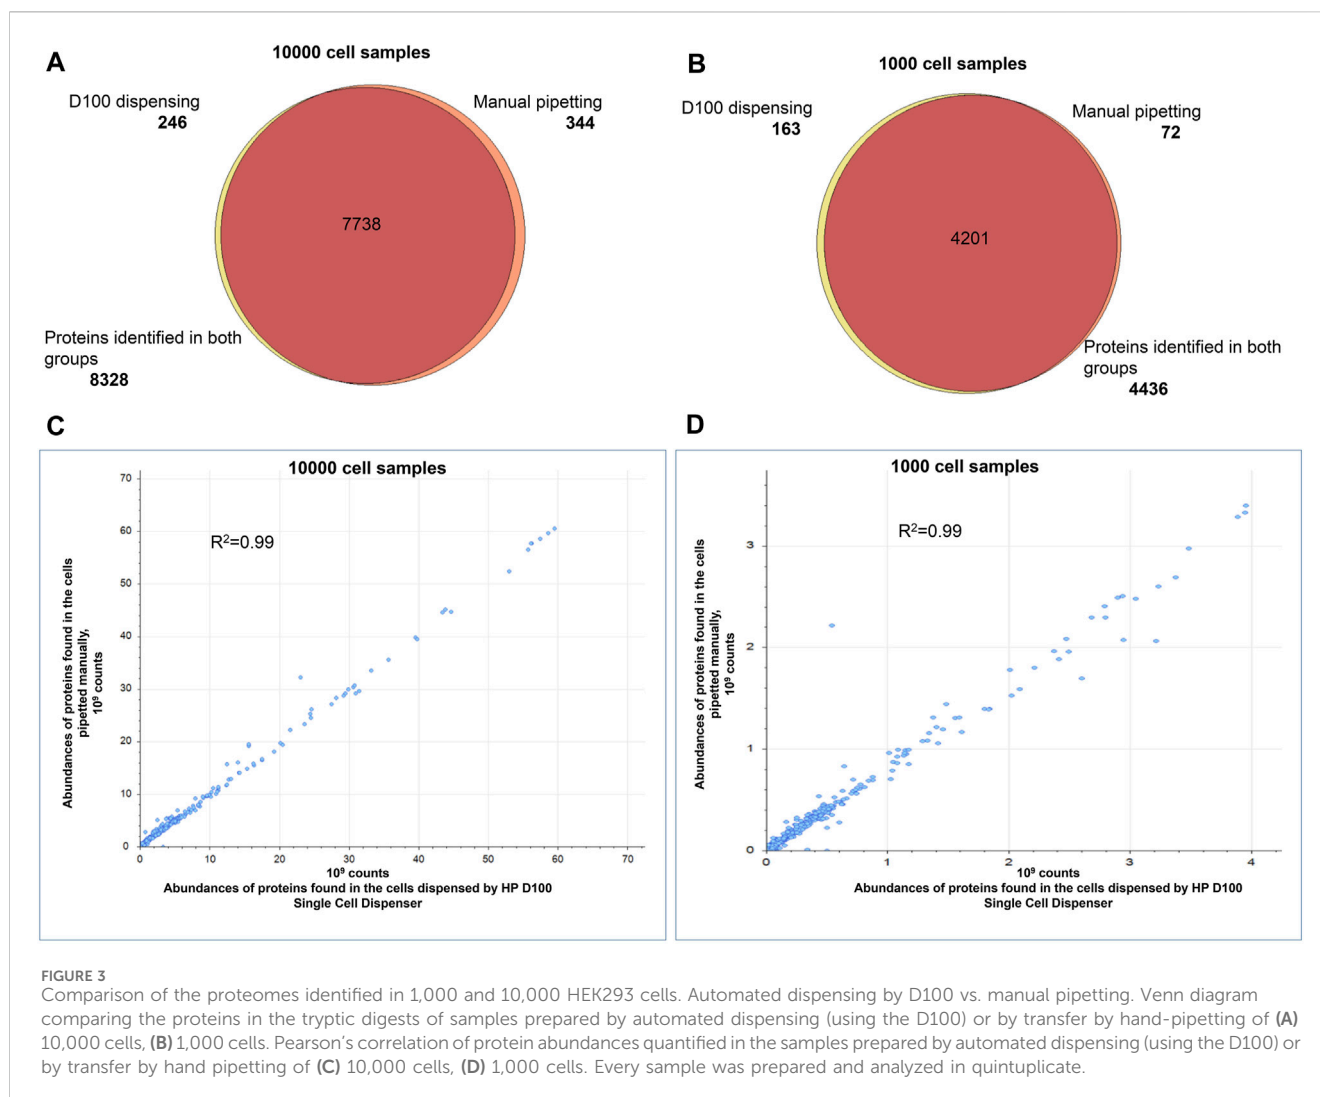 A
10000 cell samples
D100 dispensing
246
Manual pipetting
344
7738
Proteins identified in both
groups
8328
B
1000 cell samples
D100 dispensing
163
Manual pipetting
72
4201
Proteins identified in both
groups
4436
C
10000 cell samples
R²=0.99
Abundances of proteins found in the cells
pipetted manually,
10⁹ counts
70
60
50
40
30
20
10
0
0 10 20 30 40 50 60 70
10⁹ counts
Abundances of proteins found in the cells dispensed by HP D100
Single Cell Dispenser
D
1000 cell samples
R²=0.99
Abundances of proteins found in the cells
pipetted manually,
10⁹ counts
3
2
1
0
0 1 2 3 4
10⁹ counts
Abundances of proteins found in the cells dispensed by HP D100
Single Cell Dispenser
FIGURE 3
Comparison of the proteomes identified in 1,000 and 10,000 HEK293 cells. Automated dispensing by D100 vs. manual pipetting. Venn diagram
comparing the proteins in the tryptic digests of samples prepared by automated dispensing (using the D100) or by transfer by hand-pipetting of (A)
10,000 cells, (B) 1,000 cells. Pearson's correlation of protein abundances quantified in the samples prepared by automated dispensing (using the D100) or
by transfer by hand pipetting of (C) 10,000 cells, (D) 1,000 cells. Every sample was prepared and analyzed in quintuplicate.